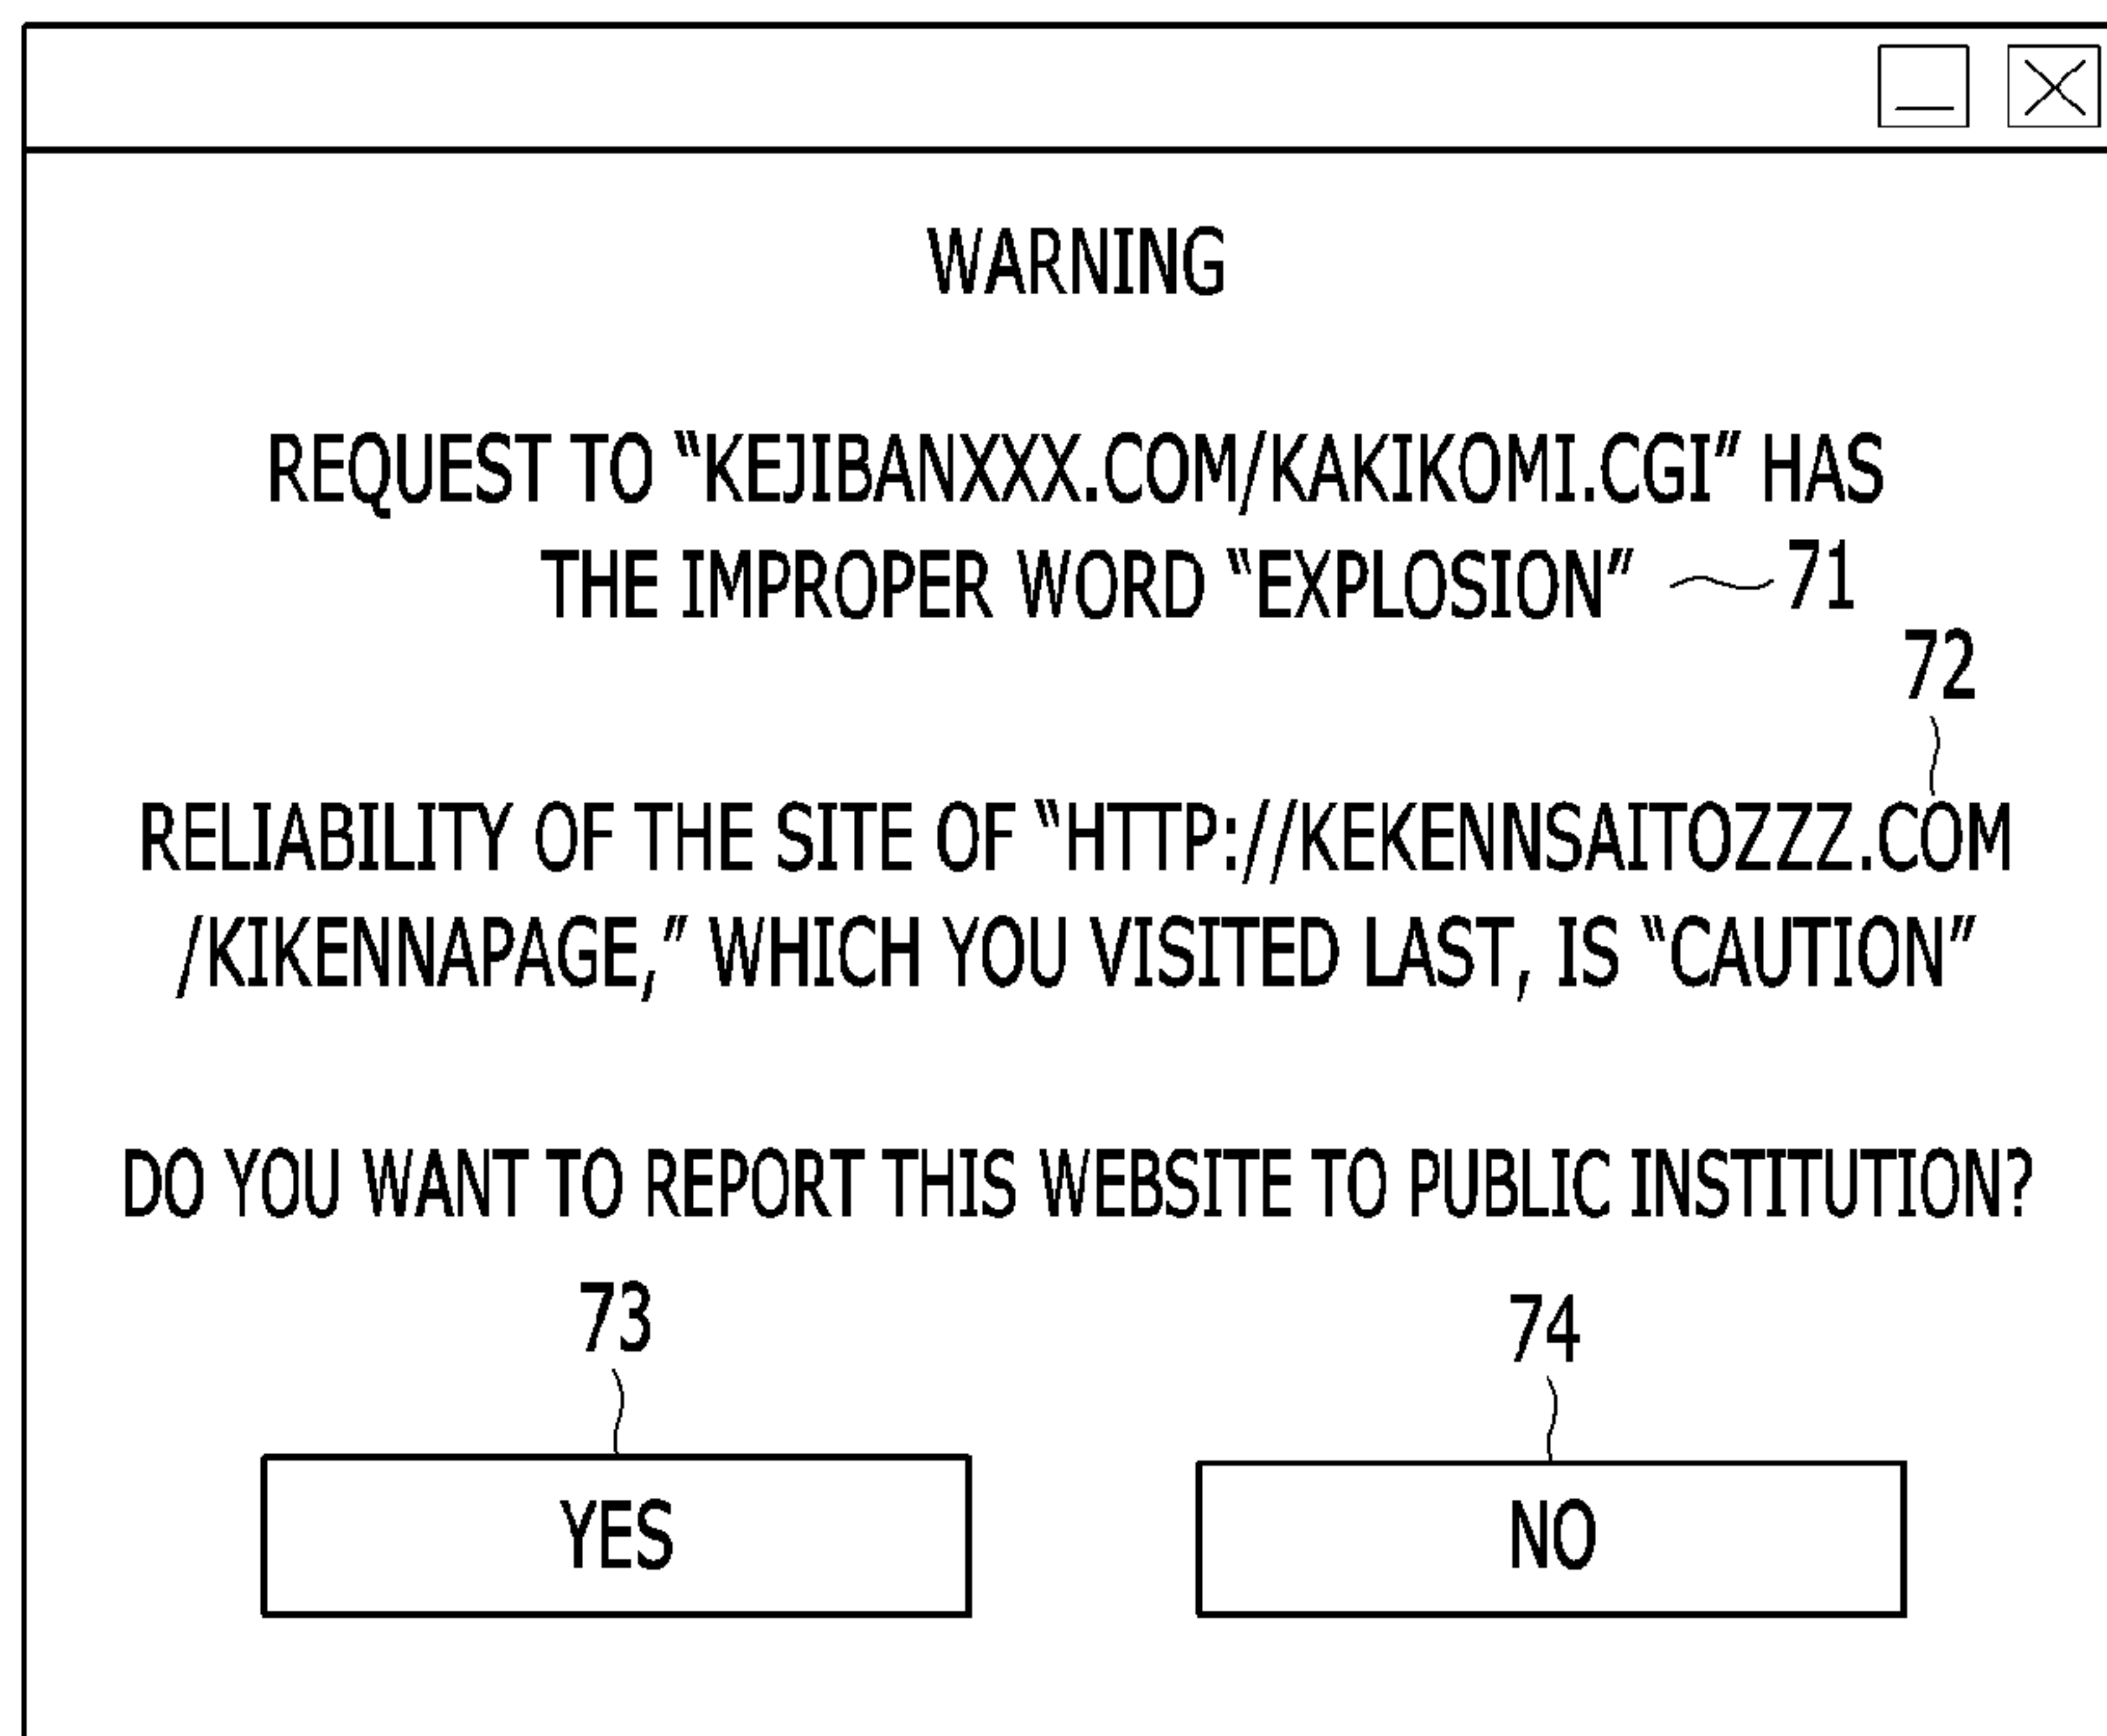 WARNING
REQUEST TO “KEJIBANXXX.COM/KAKIKOMI.CGI” HAS
THE IMPROPER WORD “EXPLOSION” 71
72
RELIABILITY OF THE SITE OF “HTTP://KEKENNSAITOZZZ.COM
/KIKENNAPAGE,” WHICH YOU VISITED LAST, IS “CAUTION”
DO YOU WANT TO REPORT THIS WEBSITE TO PUBLIC INSTITUTION?
73 74
YES NO